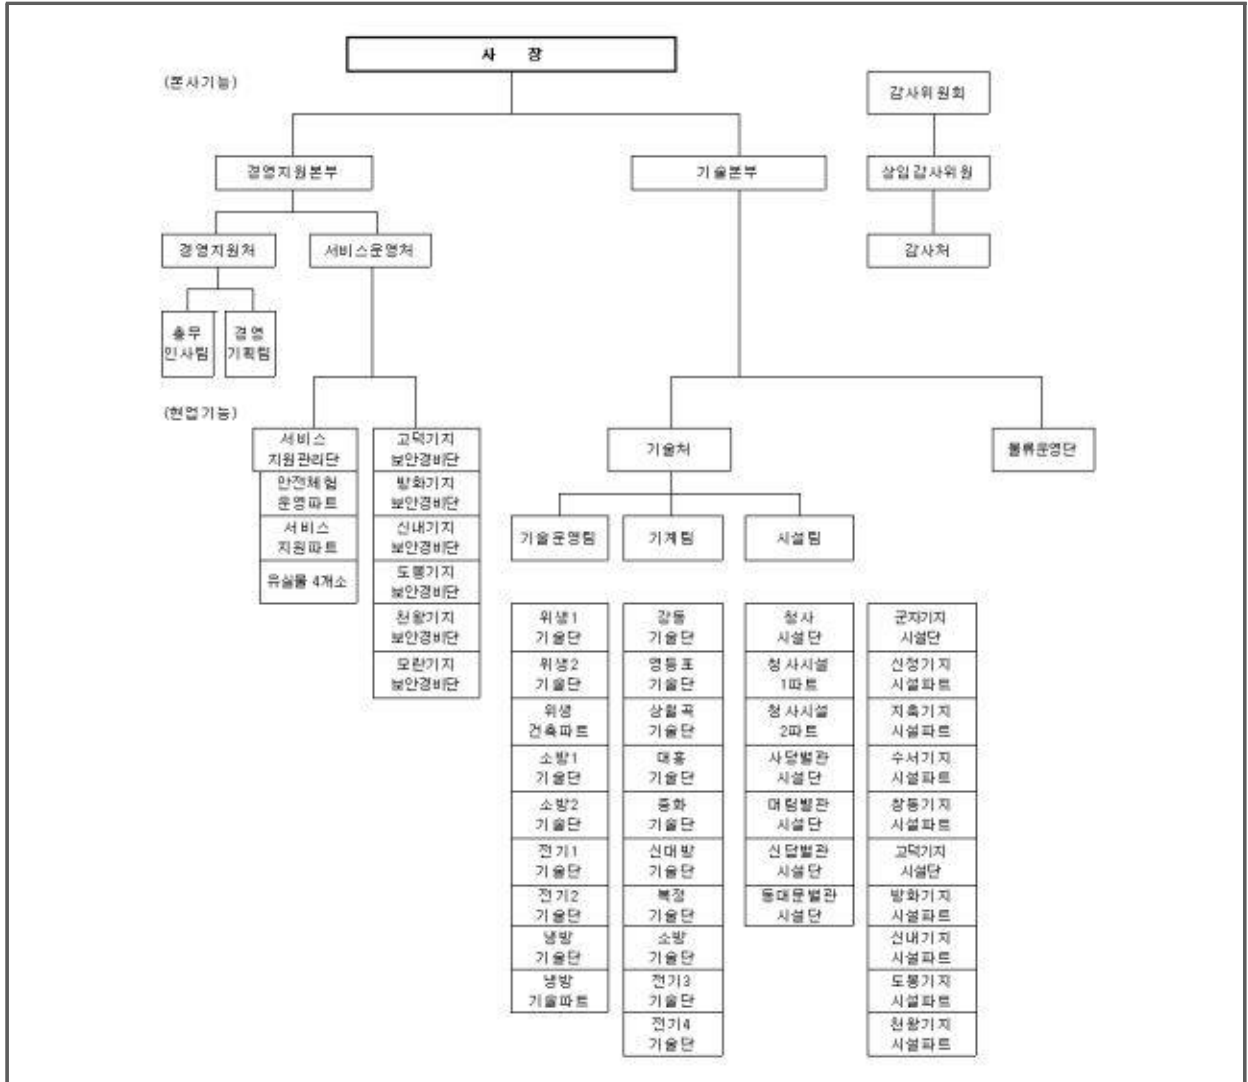 사 장
(본사기능)
감사위원회
경영지원본부
기술본부
상임감사위원
경영지원처
서비스운영처
감사처
총무
인사팀
경영
기획팀
(현업기능)
서비스
지원관리단
안전체험
운영파트
서비스
지원파트
유실물 4개소
고덕기지
보안경비단
방화기지
보안경비단
신내기지
보안경비단
도봉기지
보안경비단
천왕기지
보안경비단
모란기지
보안경비단
기술처
물류운영단
기술운영팀
기계팀
시설팀
위생1
기술단
위생2
기술단
위생
건축파트
소방1
기술단
소방2
기술단
전기1
기술단
전기2
기술단
냉방
기술단
냉방
기술파트
강동
기술단
영등포
기술단
상월곡
기술단
대흥
기술단
중화
기술단
신대방
기술단
복정
기술단
소방
기술단
전기3
기술단
전기4
기술단
청사
시설단
청사시설
1파트
청사시설
2파트
사당별관
시설단
대림별관
시설단
신답별관
시설단
동대문별관
시설단
군자기지
시설단
신정기지
시설파트
지축기지
시설파트
수서기지
시설파트
창동기지
시설파트
고덕기지
시설단
방화기지
시설파트
신내기지
시설파트
도봉기지
시설파트
천왕기지
시설파트